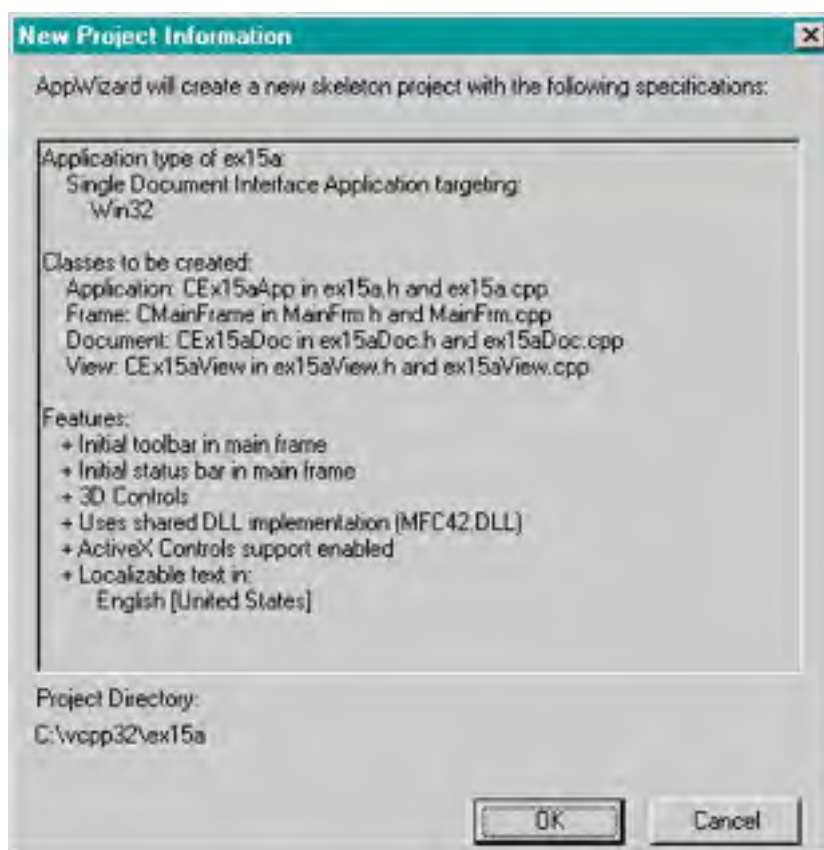 New Project Information
AppWizard will create a new skeleton project with the following specifications:
Application type of ex15a:
Single Document Interface Application targeting:
Win32
Classes to be created:
Application: CEx15aApp in ex15a.h and ex15a.cpp
Frame: CMainFrame in MainFrm.h and MainFrm.cpp
Document: CEx15aDoc in ex15aDoc.h and ex15aDoc.cpp
View: CEx15aView in ex15aView.h and ex15aView.cpp
Features:
+ Initial toolbar in main frame
+ Initial status bar in main frame
+ 3D Controls
+ Uses shared DLL implementation (MFC42.DLL)
+ ActiveX Controls support enabled
+ Localizable text in:
English [United States]
Project Directory:
C:\vcpp32\ex15a
OK
Cancel